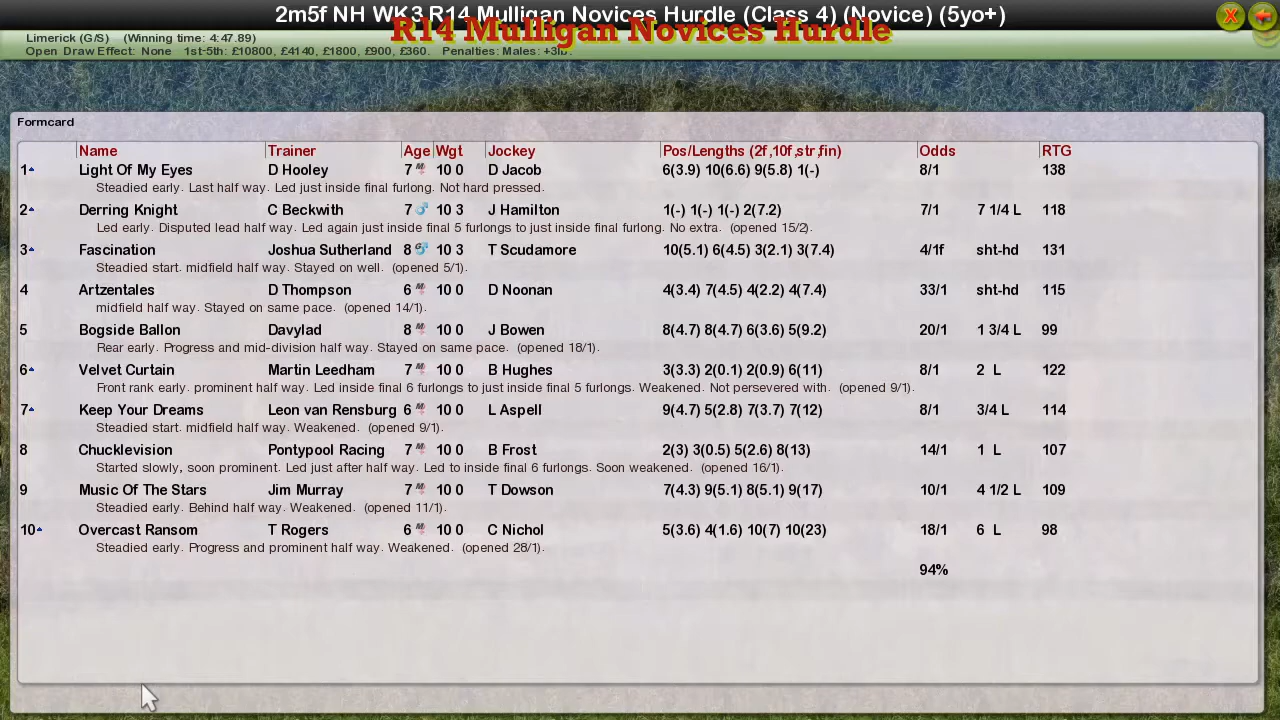 2m5f NH WK3 R14 Mulligan Novices Hurdle (Class 4) (Novice) (5yo+)
R14 Mulligan Novices Hurdle
Limerick (G/S) (Winning time: 4:47.89)
Open Draw Effect: None 1st-5th: £10800, £4140, £1800, £900, £360. Penalties: Males: +3lb.
Formcard
Name Trainer Age Wgt Jockey Pos/Lengths (2f,10f,str,fin) Odds RTG
1 Light Of My Eyes D Hooley 7 10 0 D Jacob 6(3.9) 10(6.6) 9(5.8) 1(-) 8/1 138
Steadied early. Last half way. Led just inside final furlong. Not hard pressed.
2 Derring Knight C Beckwith 7 10 3 J Hamilton 1(-) 1(-) 1(-) 2(7.2) 7/1 7 1/4 L 118
Led early. Disputed lead half way. Led again just inside final 5 furlongs to just inside final furlong. No extra. (opened 15/2).
3 Fascination Joshua Sutherland 8 10 3 T Scudamore 10(5.1) 6(4.5) 3(2.1) 3(7.4) 4/1f sht-hd 131
Steadied start. midfield half way. Stayed on well. (opened 5/1).
4 Artzentales D Thompson 6 10 0 D Noonan 4(3.4) 7(4.5) 4(2.2) 4(7.4) 33/1 sht-hd 115
midfield half way. Stayed on same pace. (opened 14/1).
5 Bogside Ballon Davylad 8 10 0 J Bowen 8(4.7) 8(4.7) 6(3.6) 5(9.2) 20/1 1 3/4 L 99
Rear early. Progress and mid-division half way. Stayed on same pace. (opened 18/1).
6 Velvet Curtain Martin Leedham 7 10 0 B Hughes 3(3.3) 2(0.1) 2(0.9) 6(11) 8/1 2 L 122
Front rank early. prominent half way. Led inside final 6 furlongs to just inside final 5 furlongs. Weakened. Not persevered with. (opened 9/1).
7 Keep Your Dreams Leon van Rensburg 6 10 0 L Aspell 9(4.7) 5(2.8) 7(3.7) 7(12) 8/1 3/4 L 114
Steadied start. midfield half way. Weakened. (opened 9/1).
8 Chucklevision Pontypool Racing 7 10 0 B Frost 2(3) 3(0.5) 5(2.6) 8(13) 14/1 1 L 107
Started slowly, soon prominent. Led just after half way. Led to inside final 6 furlongs. Soon weakened. (opened 16/1).
9 Music Of The Stars Jim Murray 7 10 0 T Dowson 7(4.3) 9(5.1) 8(5.1) 9(17) 10/1 4 1/2 L 109
Steadied early. Behind half way. Weakened. (opened 11/1).
10 Overcast Ransom T Rogers 6 10 0 C Nichol 5(3.6) 4(1.6) 10(7) 10(23) 18/1 6 L 98
Steadied early. Progress and prominent half way. Weakened. (opened 28/1).
94%